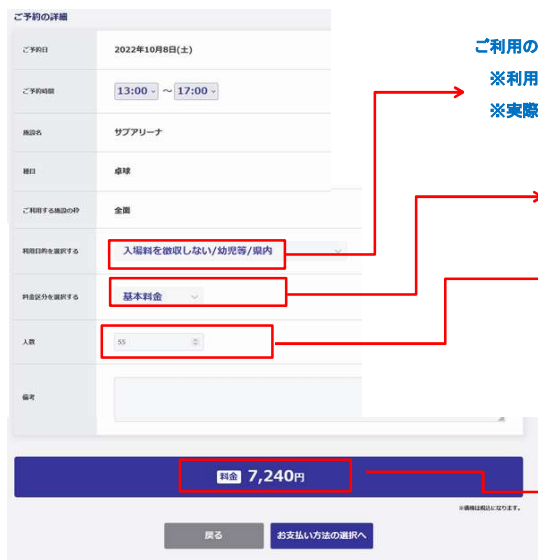 ご予約の詳細
ご予約日 2022年10月8日(土)
ご利用の
※利用
ご予約時間 13:00 ~ 17:00
※実際
施設名 サブアリーナ
種目 卓球
ご利用する施設の枠 全面
利用目的を選択する 入場料を徴収しない/幼児等/県内
料金区分を選択する 基本料金
人数 55
備考
料金 7,240円
※価格は税込になります。
戻る お支払い方法の選択へ